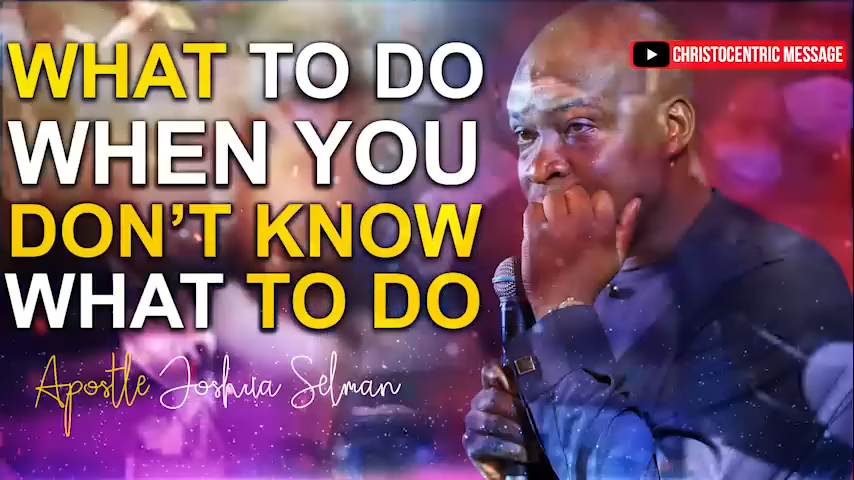 WHAT TO DO
WHEN YOU
DON'T KNOW
WHAT TO DO
Apostle Joshua Selman
CHRISTOCENTRIC MESSAGE